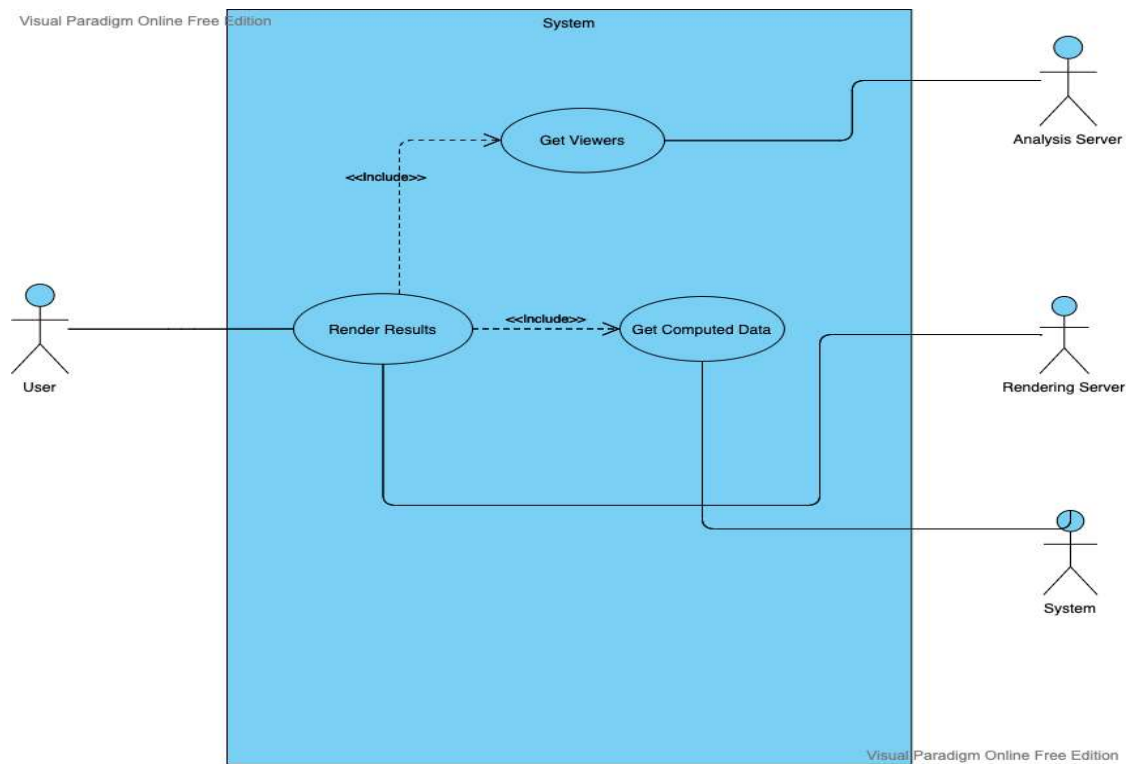 Visual Paradigm Online Free Edition
System
Get Viewers
Analysis Server
<<Include>>
Render Results
<<Include>>
Get Computed Data
User
Rendering Server
System
Visual Paradigm Online Free Edition